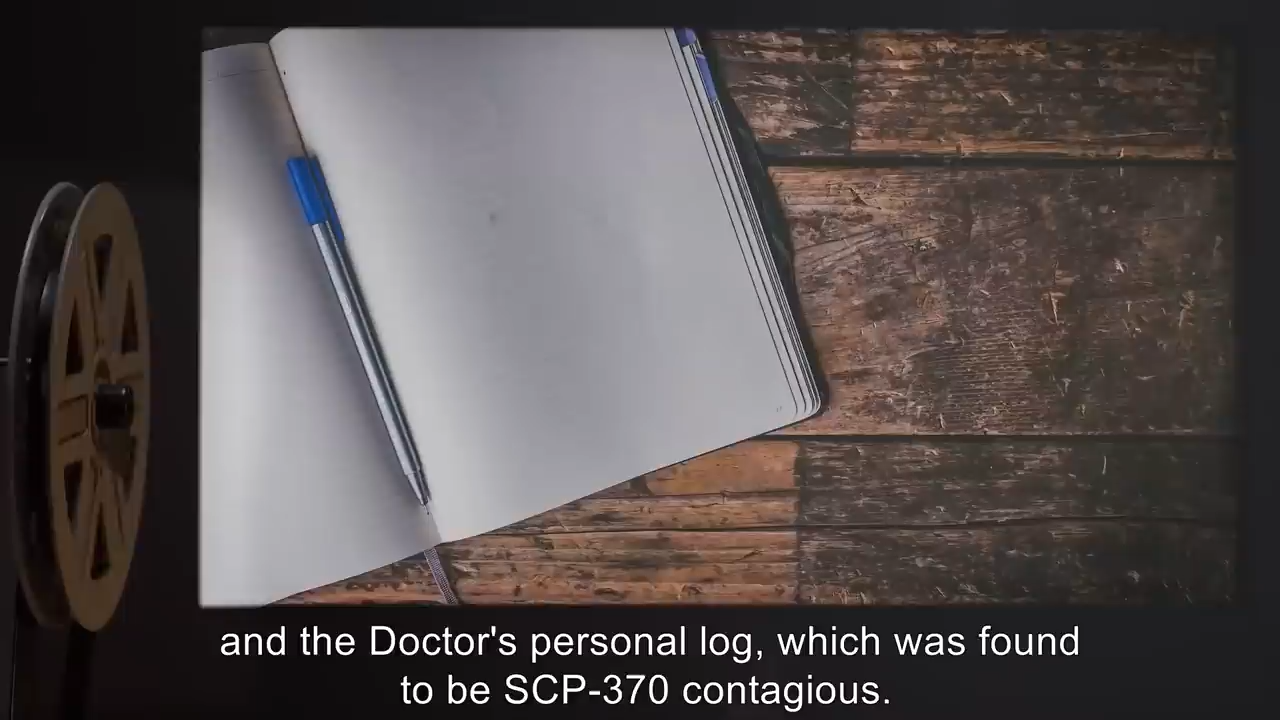 and the Doctor's personal log, which was found
to be SCP-370 contagious.